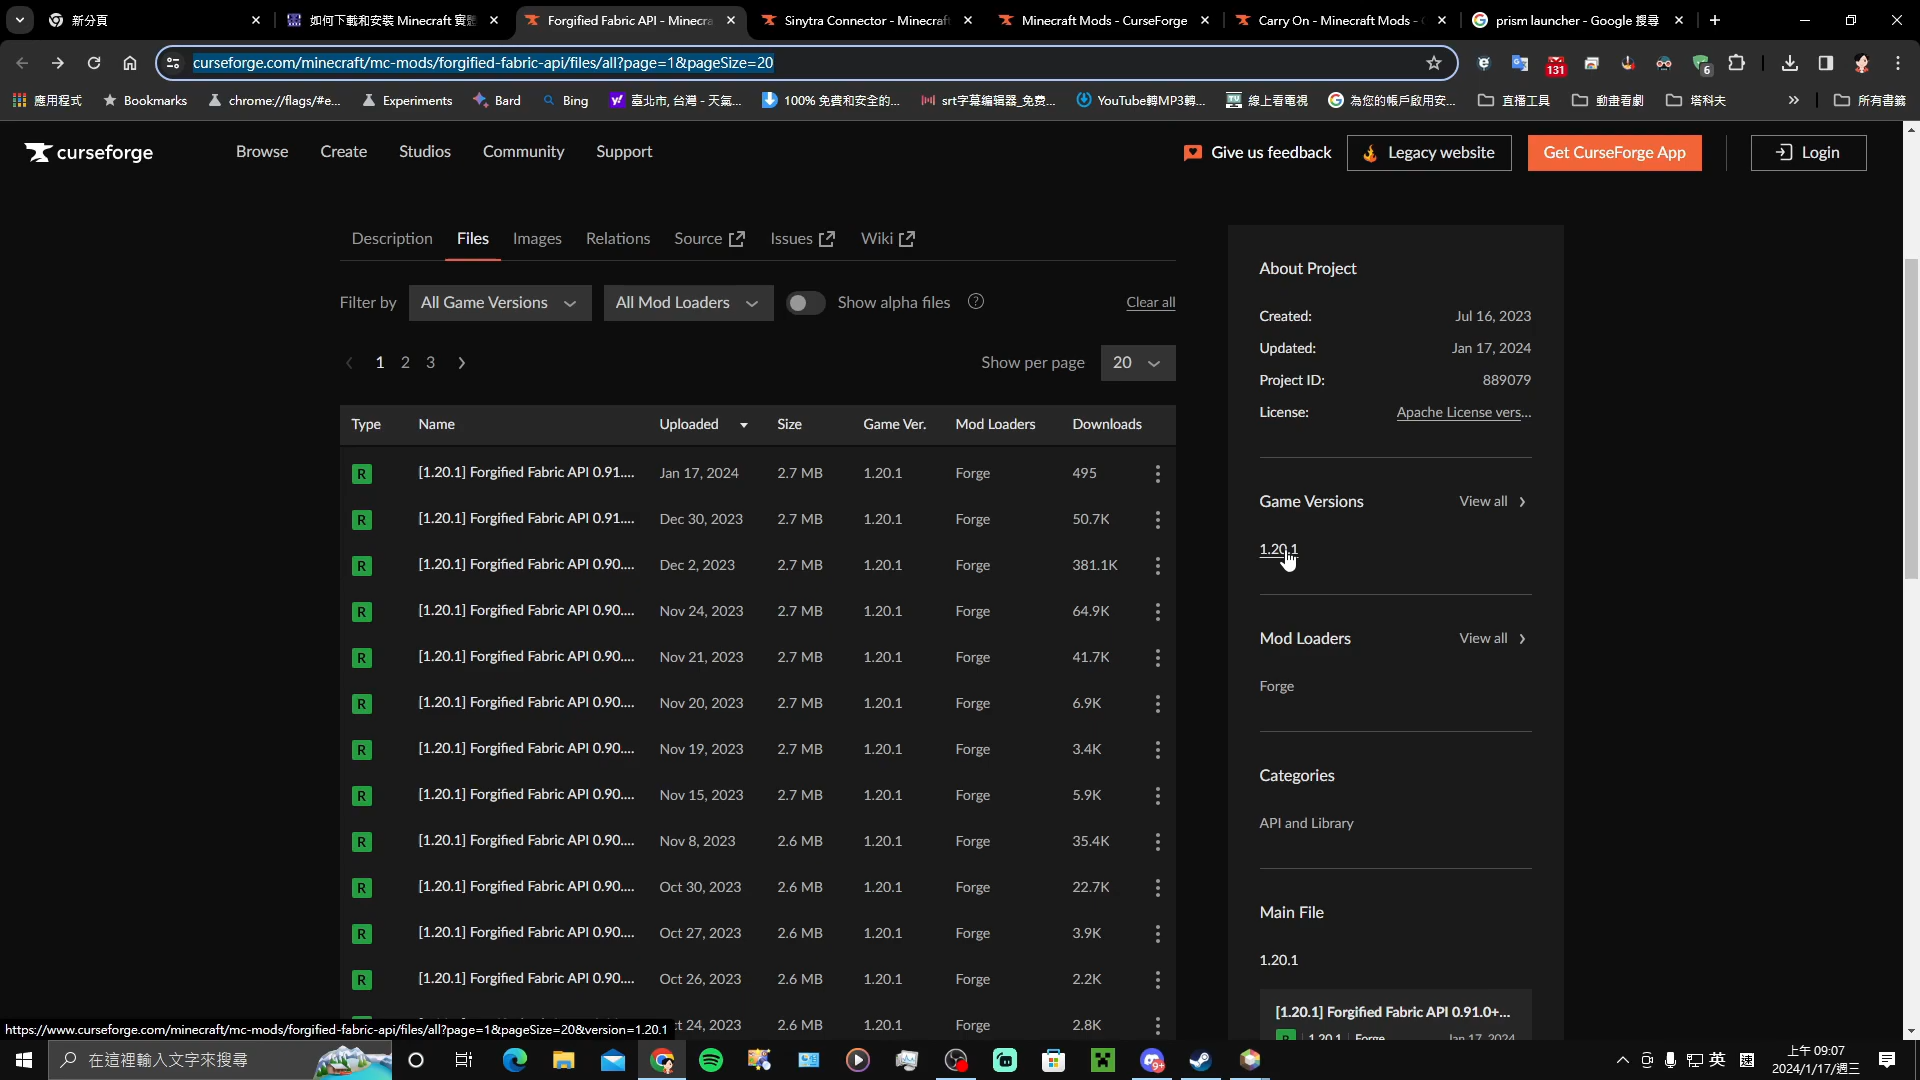 新分頁
如何下載和安裝 Minecraft 實體
Forgified Fabric API - Minecra
Sinytra Connector - Minecraft
Minecraft Mods - CurseForge
Carry On - Minecraft Mods -
prism launcher - Google 搜尋
curseforge.com/minecraft/mc-mods/forgified-fabric-api/files/all?page=1&pageSize=20
131
6
應用程式
Bookmarks
chrome://flags/#e...
Experiments
Bard
Bing
臺北市, 台灣 - 天氣...
100% 免費和安全的...
srt字幕编辑器_免费...
YouTube轉MP3轉...
線上看電視
為您的帳戶啟用安...
直播工具
動畫看劇
塔科夫
所有書籤
curseforge
Browse
Create
Studios
Community
Support
Give us feedback
Legacy website
Get CurseForge App
Login
Description
Files
Images
Relations
Source
Issues
Wiki
Filter by
All Game Versions
All Mod Loaders
Show alpha files
Clear all
1 2 3
Show per page
20
Type Name Uploaded Size Game Ver. Mod Loaders Downloads
R [1.20.1] Forgified Fabric API 0.91.... Jan 17, 2024 2.7 MB 1.20.1 Forge 495
R [1.20.1] Forgified Fabric API 0.91.... Dec 30, 2023 2.7 MB 1.20.1 Forge 50.7K
R [1.20.1] Forgified Fabric API 0.90.... Dec 2, 2023 2.7 MB 1.20.1 Forge 381.1K
R [1.20.1] Forgified Fabric API 0.90.... Nov 24, 2023 2.7 MB 1.20.1 Forge 64.9K
R [1.20.1] Forgified Fabric API 0.90.... Nov 21, 2023 2.7 MB 1.20.1 Forge 41.7K
R [1.20.1] Forgified Fabric API 0.90.... Nov 20, 2023 2.7 MB 1.20.1 Forge 6.9K
R [1.20.1] Forgified Fabric API 0.90.... Nov 19, 2023 2.7 MB 1.20.1 Forge 3.4K
R [1.20.1] Forgified Fabric API 0.90.... Nov 15, 2023 2.7 MB 1.20.1 Forge 5.9K
R [1.20.1] Forgified Fabric API 0.90.... Nov 8, 2023 2.6 MB 1.20.1 Forge 35.4K
R [1.20.1] Forgified Fabric API 0.90.... Oct 30, 2023 2.6 MB 1.20.1 Forge 22.7K
R [1.20.1] Forgified Fabric API 0.90.... Oct 27, 2023 2.6 MB 1.20.1 Forge 3.9K
R [1.20.1] Forgified Fabric API 0.90.... Oct 26, 2023 2.6 MB 1.20.1 Forge 2.2K
24, 2023 2.6 MB 1.20.1 Forge 2.8K
About Project
Created: Jul 16, 2023
Updated: Jan 17, 2024
Project ID: 889079
License: Apache License vers...
Game Versions View all
1.20.1
Mod Loaders View all
Forge
Categories
API and Library
Main File
1.20.1
[1.20.1] Forgified Fabric API 0.91.0+...
R 1.20.1 Forge Jan 17, 2024
https://www.curseforge.com/minecraft/mc-mods/forgified-fabric-api/files/all?page=1&pageSize=20&version=1.20.1
在這裡輸入文字來搜尋
9+
英
上午 09:07
2024/1/17/週三